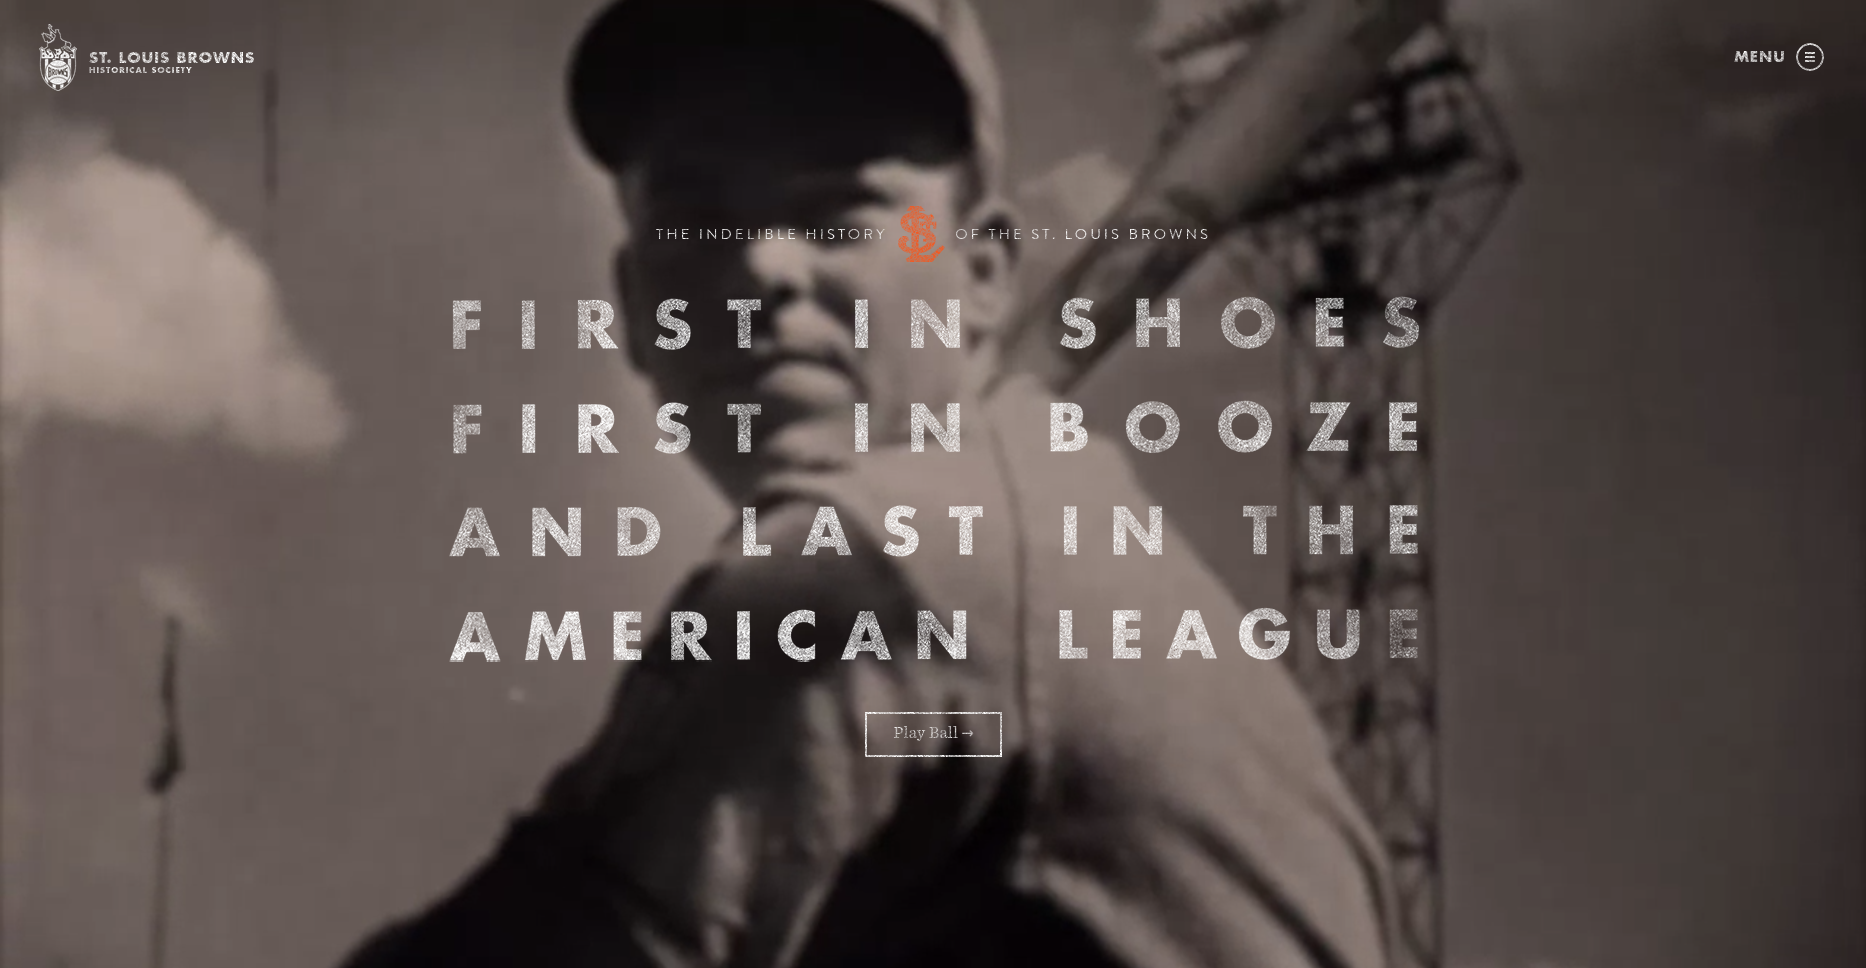 ST. LOUIS BROWNS
HISTORICAL SOCIETY
MENU
THE INDELIBLE HISTORY SL OF THE ST. LOUIS BROWNS
FIRST IN SHOES
FIRST IN BOOZE
AND LAST IN THE
AMERICAN LEAGUE
Play Ball →